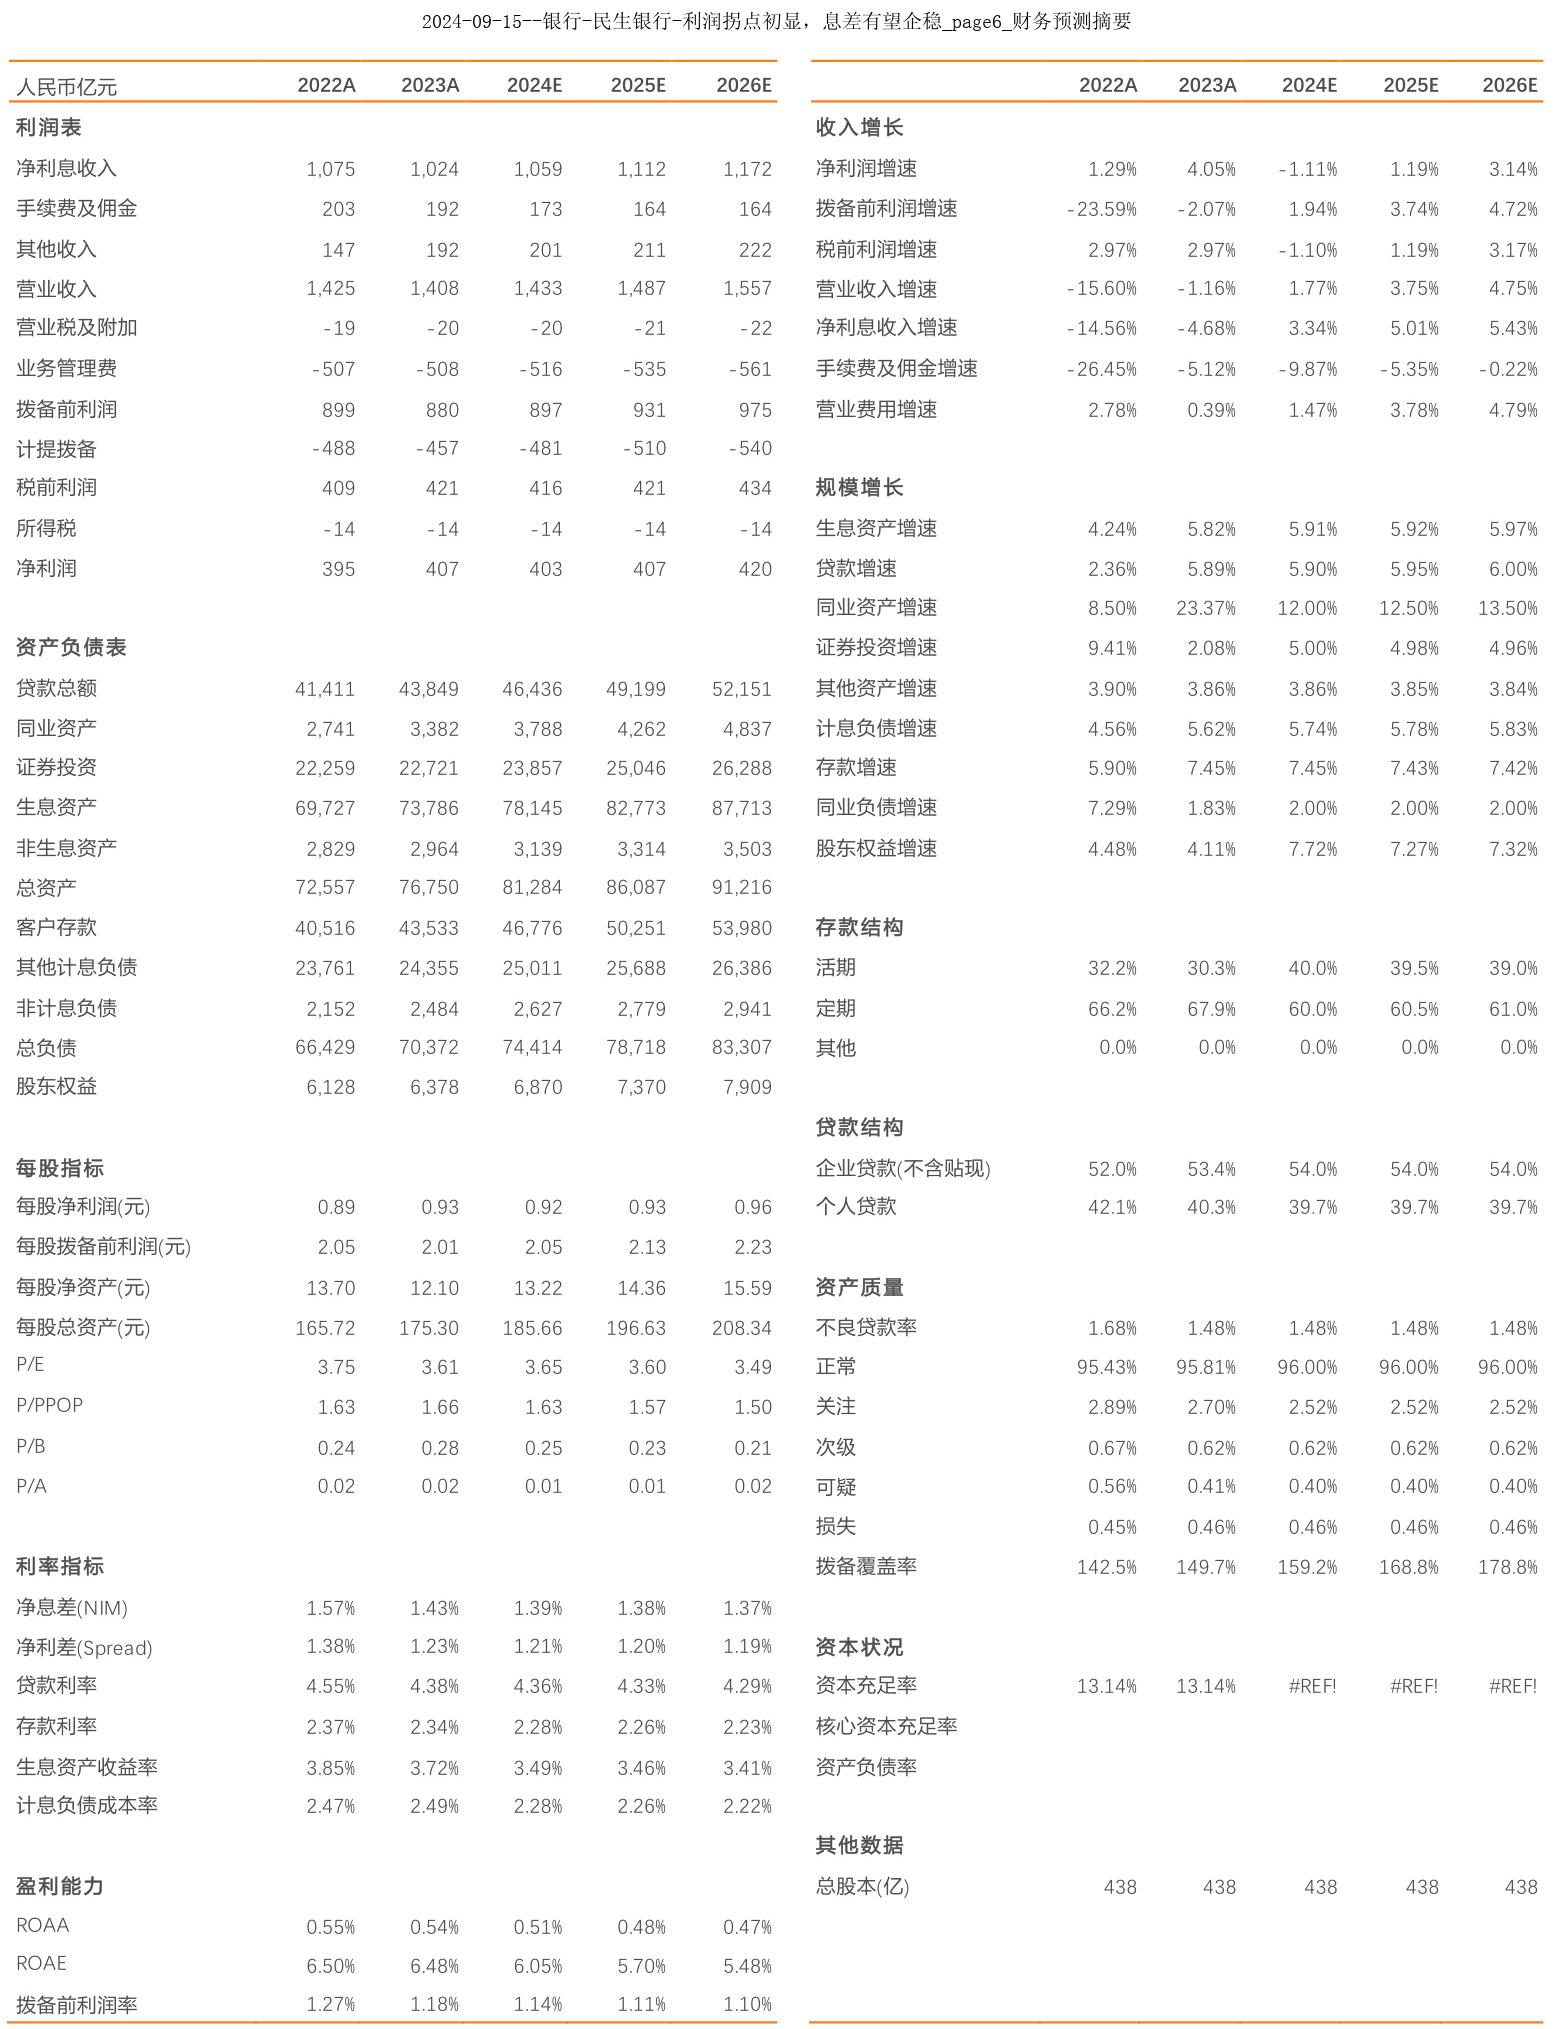 2024-09-15--银行-民生银行-利润拐点初显，息差有望企稳_page6_财务预测摘要
人民币亿元 2022A 2023A 2024E 2025E 2026E
利润表
净利息收入 1,075 1,024 1,059 1,112 1,172
手续费及佣金 203 192 173 164 164
其他收入 147 192 201 211 222
营业收入 1,425 1,408 1,433 1,487 1,557
营业税及附加 -19 -20 -20 -21 -22
业务管理费 -507 -508 -516 -535 -561
拨备前利润 899 880 897 931 975
计提拨备 -488 -457 -481 -510 -540
税前利润 409 421 416 421 434
所得税 -14 -14 -14 -14 -14
净利润 395 407 403 407 420
资产负债表
贷款总额 41,411 43,849 46,436 49,199 52,151
同业资产 2,741 3,382 3,788 4,262 4,837
证券投资 22,259 22,721 23,857 25,046 26,288
生息资产 69,727 73,786 78,145 82,773 87,713
非生息资产 2,829 2,964 3,139 3,314 3,503
总资产 72,557 76,750 81,284 86,087 91,216
客户存款 40,516 43,533 46,776 50,251 53,980
其他计息负债 23,761 24,355 25,011 25,688 26,386
非计息负债 2,152 2,484 2,627 2,779 2,941
总负债 66,429 70,372 74,414 78,718 83,307
股东权益 6,128 6,378 6,870 7,370 7,909
每股指标
每股净利润(元) 0.89 0.93 0.92 0.93 0.96
每股拨备前利润(元) 2.05 2.01 2.05 2.13 2.23
每股净资产(元) 13.70 12.10 13.22 14.36 15.59
每股总资产(元) 165.72 175.30 185.66 196.63 208.34
P/E 3.75 3.61 3.65 3.60 3.49
P/PPOP 1.63 1.66 1.63 1.57 1.50
P/B 0.24 0.28 0.25 0.23 0.21
P/A 0.02 0.02 0.01 0.01 0.02
利率指标
净息差(NIM) 1.57% 1.43% 1.39% 1.38% 1.37%
净利差(Spread) 1.38% 1.23% 1.21% 1.20% 1.19%
贷款利率 4.55% 4.38% 4.36% 4.33% 4.29%
存款利率 2.37% 2.34% 2.28% 2.26% 2.23%
生息资产收益率 3.85% 3.72% 3.49% 3.46% 3.41%
计息负债成本率 2.47% 2.49% 2.28% 2.26% 2.22%
盈利能力
ROAA 0.55% 0.54% 0.51% 0.48% 0.47%
ROAE 6.50% 6.48% 6.05% 5.70% 5.48%
拨备前利润率 1.27% 1.18% 1.14% 1.11% 1.10%
2022A 2023A 2024E 2025E 2026E
收入增长
净利润增速 1.29% 4.05% -1.11% 1.19% 3.14%
拨备前利润增速 -23.59% -2.07% 1.94% 3.74% 4.72%
税前利润增速 2.97% 2.97% -1.10% 1.19% 3.17%
营业收入增速 -15.60% -1.16% 1.77% 3.75% 4.75%
净利息收入增速 -14.56% -4.68% 3.34% 5.01% 5.43%
手续费及佣金增速 -26.45% -5.12% -9.87% -5.35% -0.22%
营业费用增速 2.78% 0.39% 1.47% 3.78% 4.79%
规模增长
生息资产增速 4.24% 5.82% 5.91% 5.92% 5.97%
贷款增速 2.36% 5.89% 5.90% 5.95% 6.00%
同业资产增速 8.50% 23.37% 12.00% 12.50% 13.50%
证券投资增速 9.41% 2.08% 5.00% 4.98% 4.96%
其他资产增速 3.90% 3.86% 3.86% 3.85% 3.84%
计息负债增速 4.56% 5.62% 5.74% 5.78% 5.83%
存款增速 5.90% 7.45% 7.45% 7.43% 7.42%
同业负债增速 7.29% 1.83% 2.00% 2.00% 2.00%
股东权益增速 4.48% 4.11% 7.72% 7.27% 7.32%
存款结构
活期 32.2% 30.3% 40.0% 39.5% 39.0%
定期 66.2% 67.9% 60.0% 60.5% 61.0%
其他 0.0% 0.0% 0.0% 0.0% 0.0%
贷款结构
企业贷款(不含贴现) 52.0% 53.4% 54.0% 54.0% 54.0%
个人贷款 42.1% 40.3% 39.7% 39.7% 39.7%
资产质量
不良贷款率 1.68% 1.48% 1.48% 1.48% 1.48%
正常 95.43% 95.81% 96.00% 96.00% 96.00%
关注 2.89% 2.70% 2.52% 2.52% 2.52%
次级 0.67% 0.62% 0.62% 0.62% 0.62%
可疑 0.56% 0.41% 0.40% 0.40% 0.40%
损失 0.45% 0.46% 0.46% 0.46% 0.46%
拨备覆盖率 142.5% 149.7% 159.2% 168.8% 178.8%
资本状况
资本充足率 13.14% 13.14% #REF! #REF! #REF!
核心资本充足率
资产负债率
其他数据
总股本(亿) 438 438 438 438 438